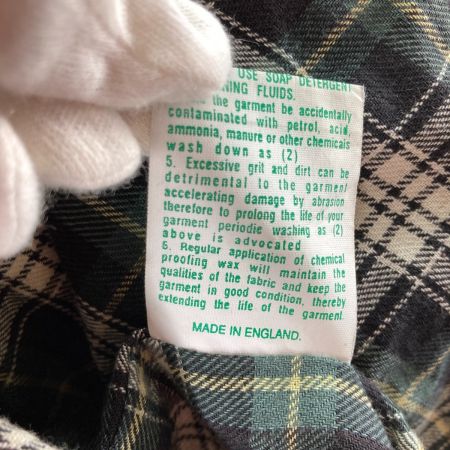 USE SOAP DETERGENT
NING FLUIDS.
the garment be accidentally
contaminated with petrol, acid,
ammonia, manure or other chemicals
wash down as (2)
5. Excessive grit and dirt can be
detrimental to the garment
accelerating damage by abrasion
therefore to prolong the life of your
garment periodie washing as (2)
above is advocated
6. Regular application of chemical
proofing wax will maintain the
qualities of the fabric and keep the
garment in good condition, thereby
extending the life of the garment.
MADE IN ENGLAND.